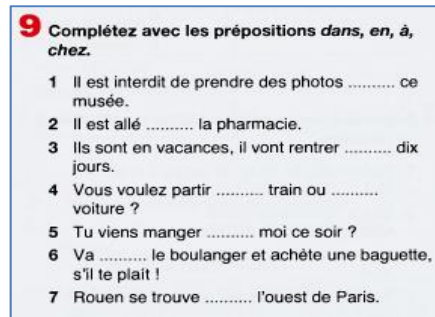 9 Complétez avec les prépositions dans, en, à,
chez.
1 Il est interdit de prendre des photos .......... ce
musée.
2 Il est allé .......... la pharmacie.
3 Ils sont en vacances, il vont rentrer .......... dix
jours.
4 Vous voulez partir .......... train ou ..........
voiture ?
5 Tu viens manger .......... moi ce soir ?
6 Va .......... le boulanger et achète une baguette,
s'il te plait !
7 Rouen se trouve .......... l'ouest de Paris.